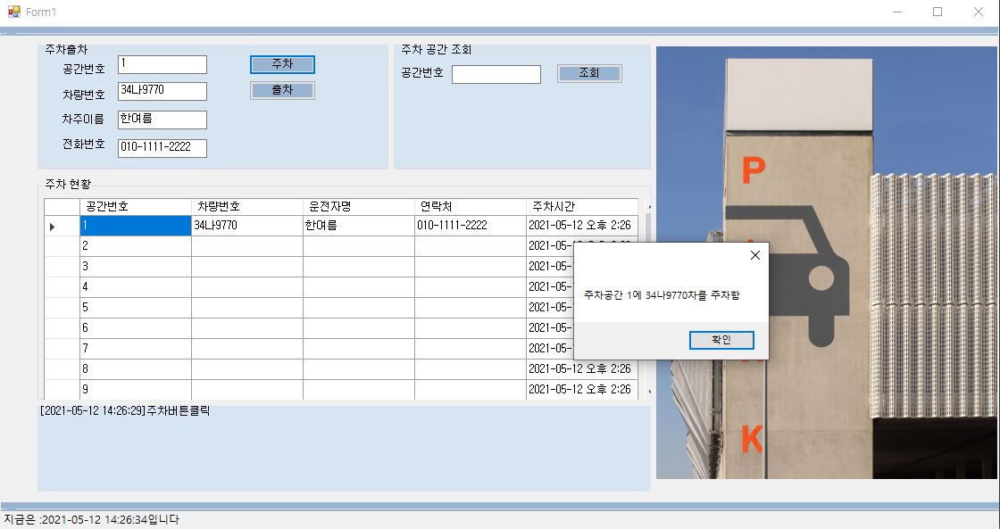 Form1
주차출차
공간번호 1 주차
차량번호 34나9770 출차
차주이름 한여름
전화번호 010-1111-2222
주차 공간 조회
공간번호 조회
주차 현황
공간번호 차량번호 운전자명 연락처 주차시간
1 34나9770 한여름 010-1111-2222 2021-05-12 오후 2:26
2
3 2021-05-
4 2021-05-
5 2021-05-
6 2021-05-
7 2021-05-
8 2021-05-12 오후 2:26
9 2021-05-12 오후 2:26
주차공간 1에 34나9770차를 주차함
확인
[2021-05-12 14:26:29]주차버튼클릭
P
K
지금은 :2021-05-12 14:26:34입니다